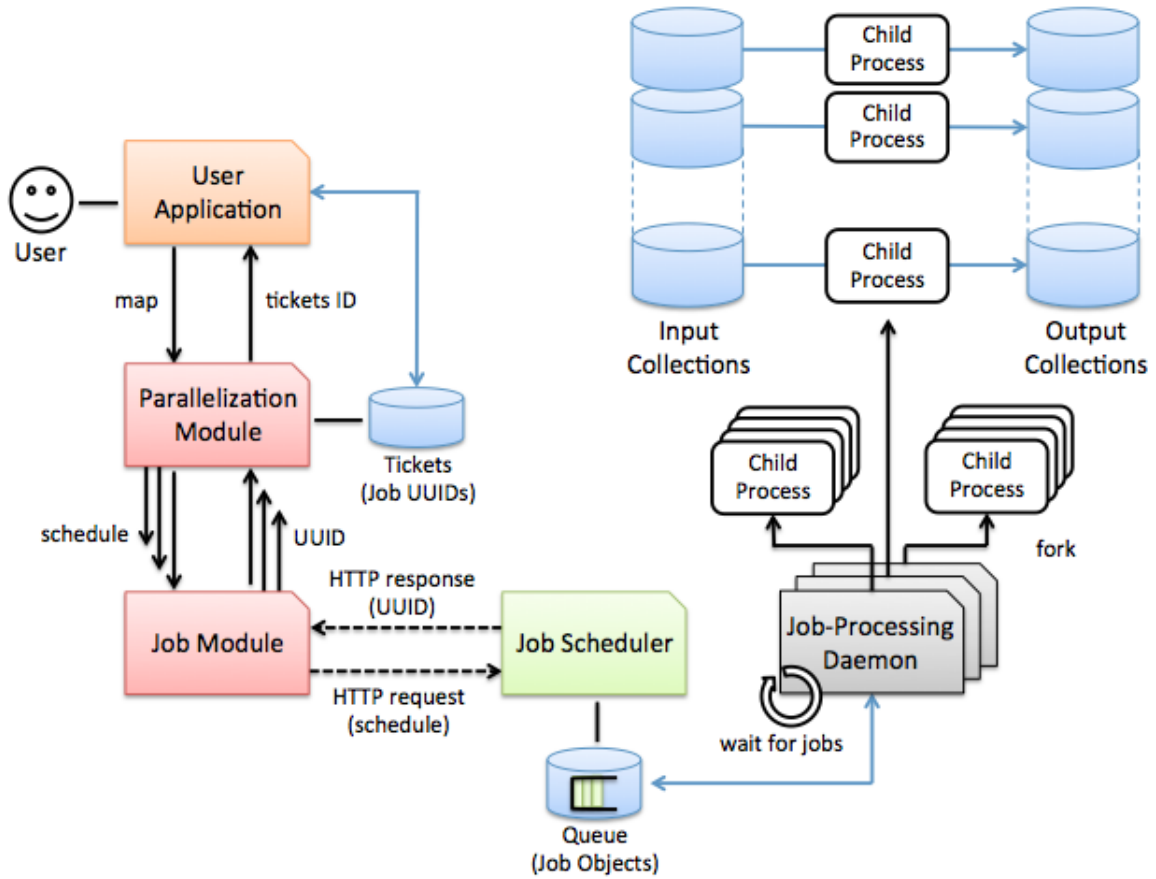 Child
Process
Child
Process
User
Application
User
map
tickets ID
Child
Process
Input
Collections
Output
Collections
Parallelization
Module
Tickets
(Job UUIDs)
Child
Process
Child
Process
schedule
UUID
fork
HTTP response
(UUID)
Job Module
Job Scheduler
Job-Processing
Daemon
HTTP request
(schedule)
wait for jobs
Queue
(Job Objects)